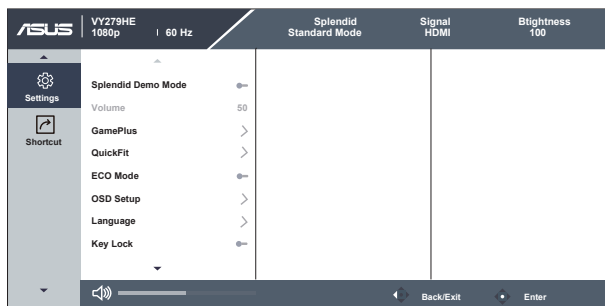 ASUS
VY279HE
1080p | 60 Hz
Splendid
Standard Mode
Signal
HDMI
Btightness
100
Settings
Shortcut
Splendid Demo Mode
Volume 50
GamePlus
QuickFit
ECO Mode
OSD Setup
Language
Key Lock
Back/Exit
Enter